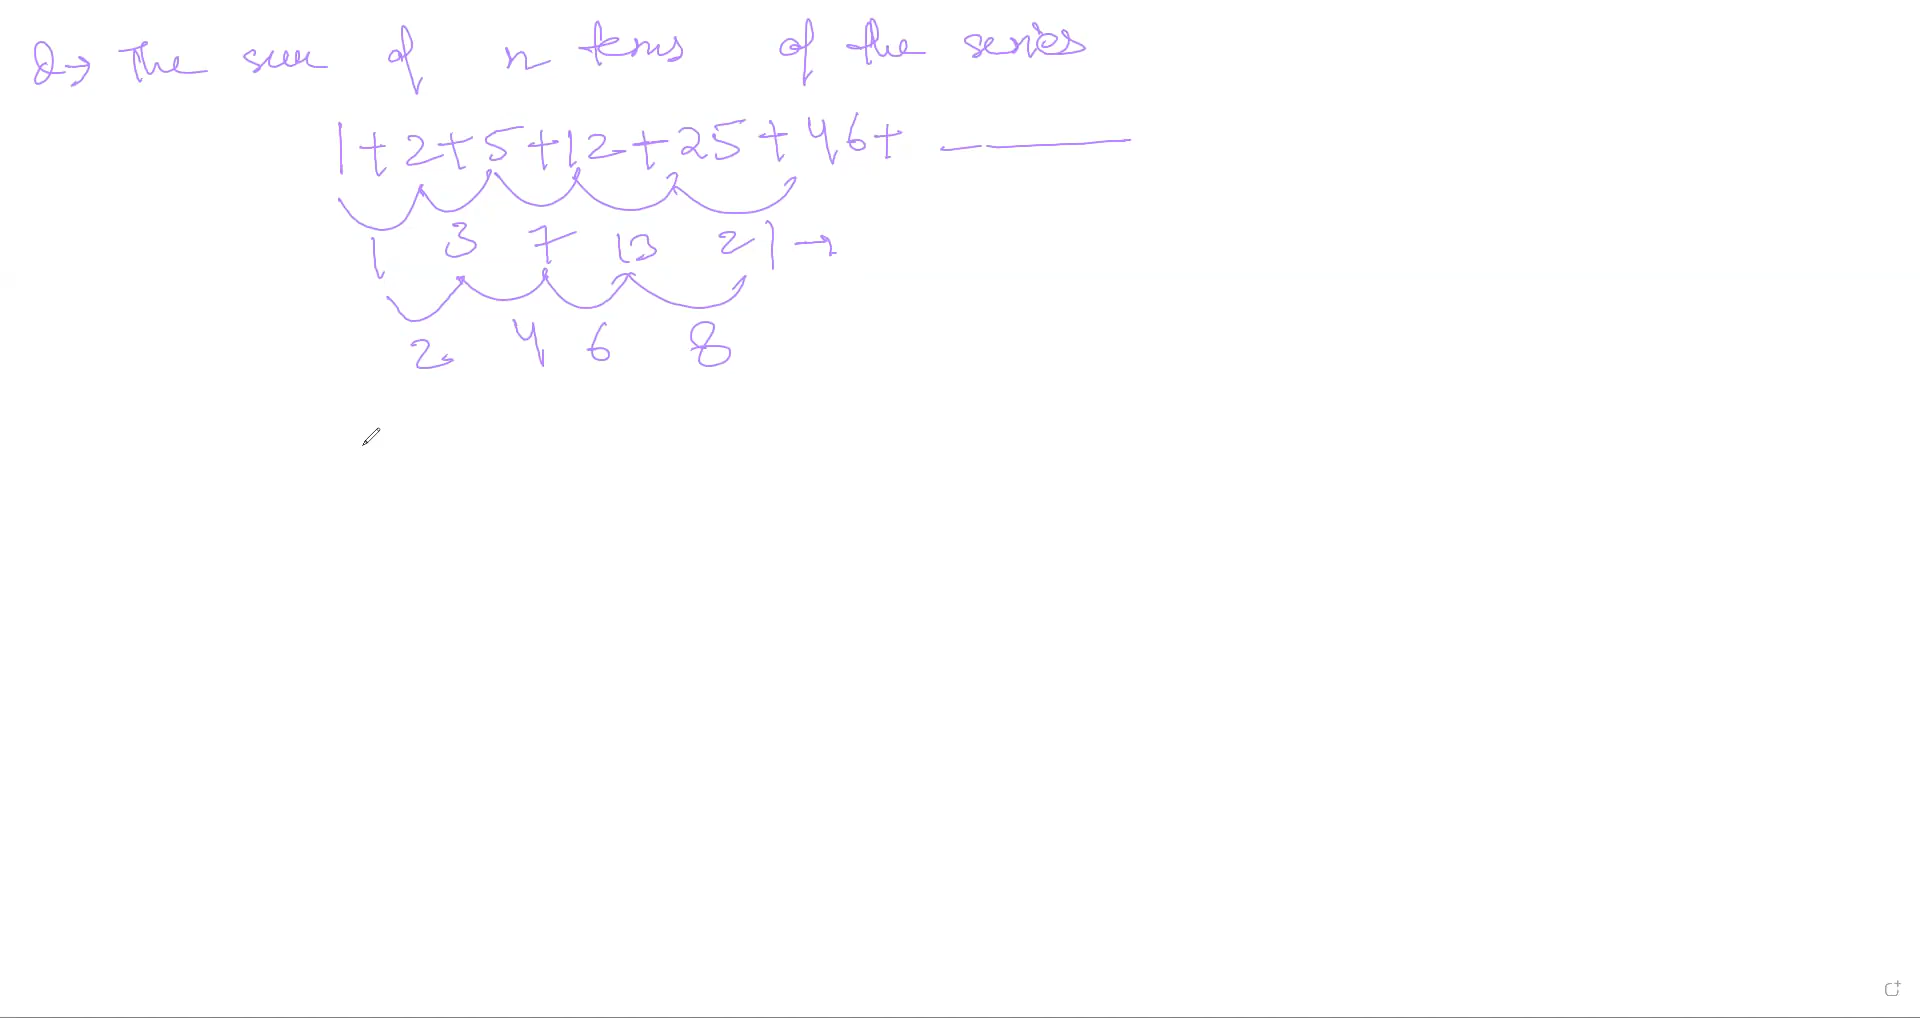 Q→ The sum of n terms of the series
1+2+5+12+25+46+ ———
1 3 7 13 21→
2 4 6 8